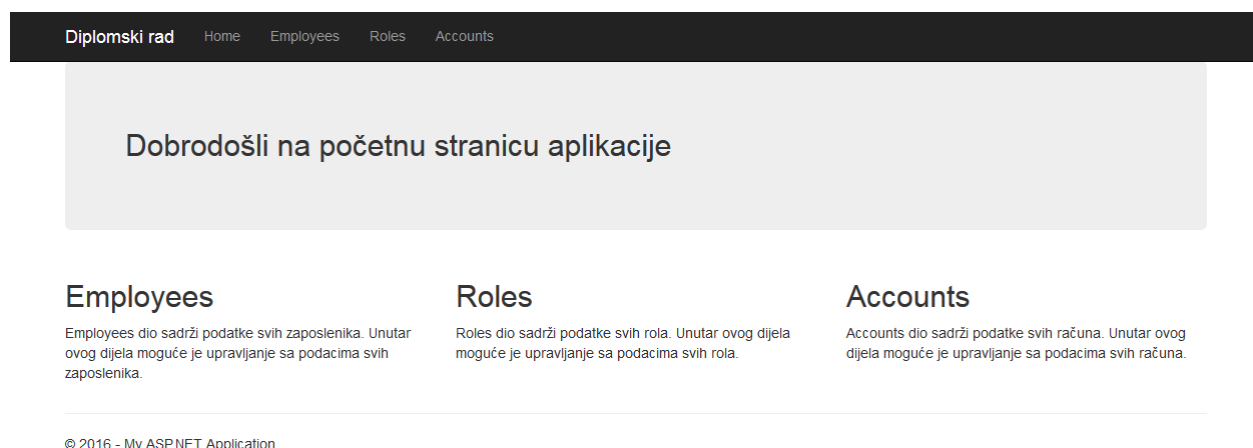 Diplomski rad Home Employees Roles Accounts
Dobrodošli na početnu stranicu aplikacije
Employees
Employees dio sadrži podatke svih zaposlenika. Unutar
ovog dijela moguće je upravljanje sa podacima svih
zaposlenika.
Roles
Roles dio sadrži podatke svih rola. Unutar ovog dijela
moguće je upravljanje sa podacima svih rola.
Accounts
Accounts dio sadrži podatke svih računa. Unutar ovog
dijela moguće je upravljanje sa podacima svih računa.
© 2016 - My ASP.NET Application